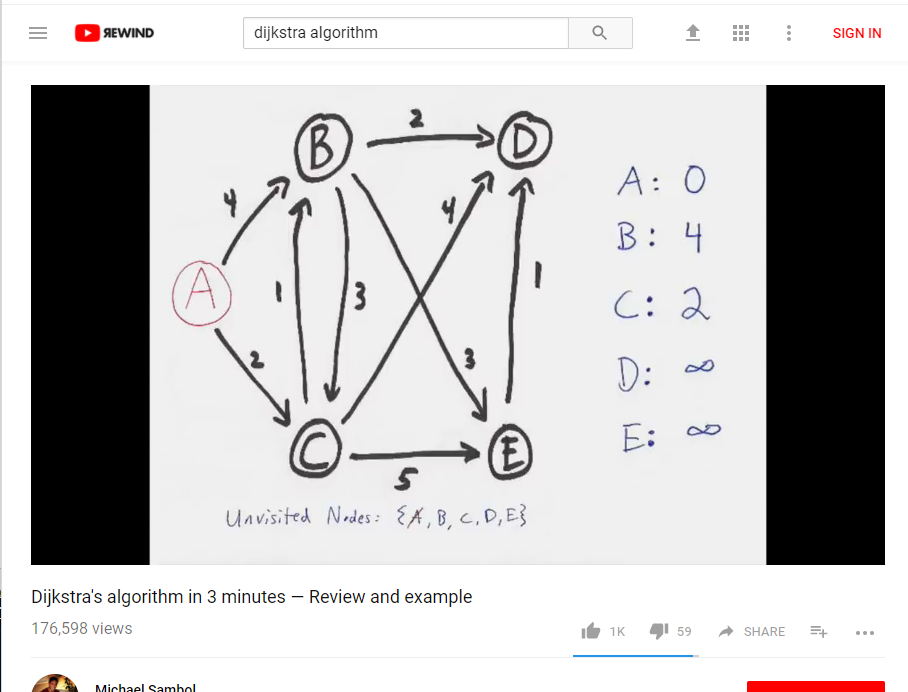 ЯEWIND
dijkstra algorithm
SIGN IN
B
2
D
4
4
A
1
3
1
2
3
C
5
E
A: 0
B: 4
C: 2
D: ∞
E: ∞
Unvisited Nodes: {A, B, C, D, E}
Dijkstra's algorithm in 3 minutes — Review and example
176,598 views
1K
59
SHARE
Michael Sambol